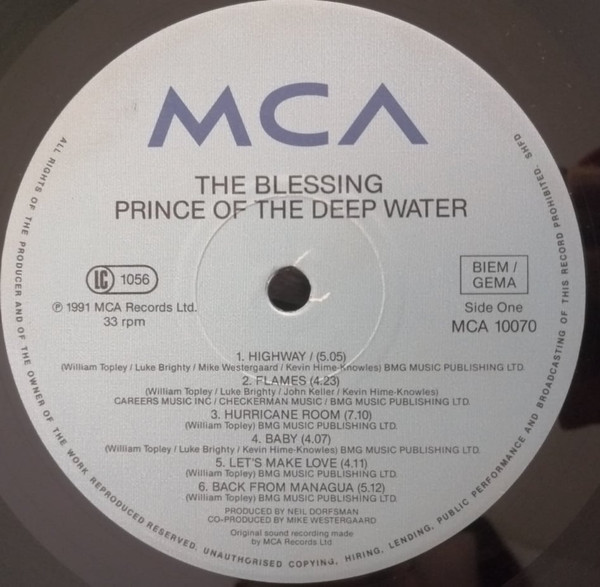 MCA
THE BLESSING
PRINCE OF THE DEEP WATER
LC 1056
BIEM /
GEMA
℗ 1991 MCA Records Ltd.
33 rpm
Side One
MCA 10070
1. HIGHWAY / (5.05)
(William Topley / Luke Brighty / Mike Westergaard / Kevin Hime-Knowles) BMG MUSIC PUBLISHING LTD.
2. FLAMES (4.23)
(William Topley / Luke Brighty / John Keller / Kevin Hime-Knowles)
CAREERS MUSIC INC / CHECKERMAN MUSIC / BMG MUSIC PUBLISHING LTD.
3. HURRICANE ROOM (7.10)
(William Topley) BMG MUSIC PUBLISHING LTD.
4. BABY (4.07)
(William Topley / Luke Brighty / Kevin Hime-Knowles) BMG MUSIC PUBLISHING LTD.
5. LET'S MAKE LOVE (4.11)
(William Topley) BMG MUSIC PUBLISHING LTD.
6. BACK FROM MANAGUA (5.12)
(William Topley) BMG MUSIC PUBLISHING LTD.
PRODUCED BY NEIL DORFSMAN
CO-PRODUCED BY MIKE WESTERGAARD
Original sound recording made
by MCA Records Ltd
ALL RIGHTS OF THE PRODUCER AND OF THE OWNER OF THE WORK REPRODUCED RESERVED. UNAUTHORISED COPYING, HIRING, LENDING, PUBLIC PERFORMANCE AND BROADCASTING OF THIS RECORD PROHIBITED. SHFD